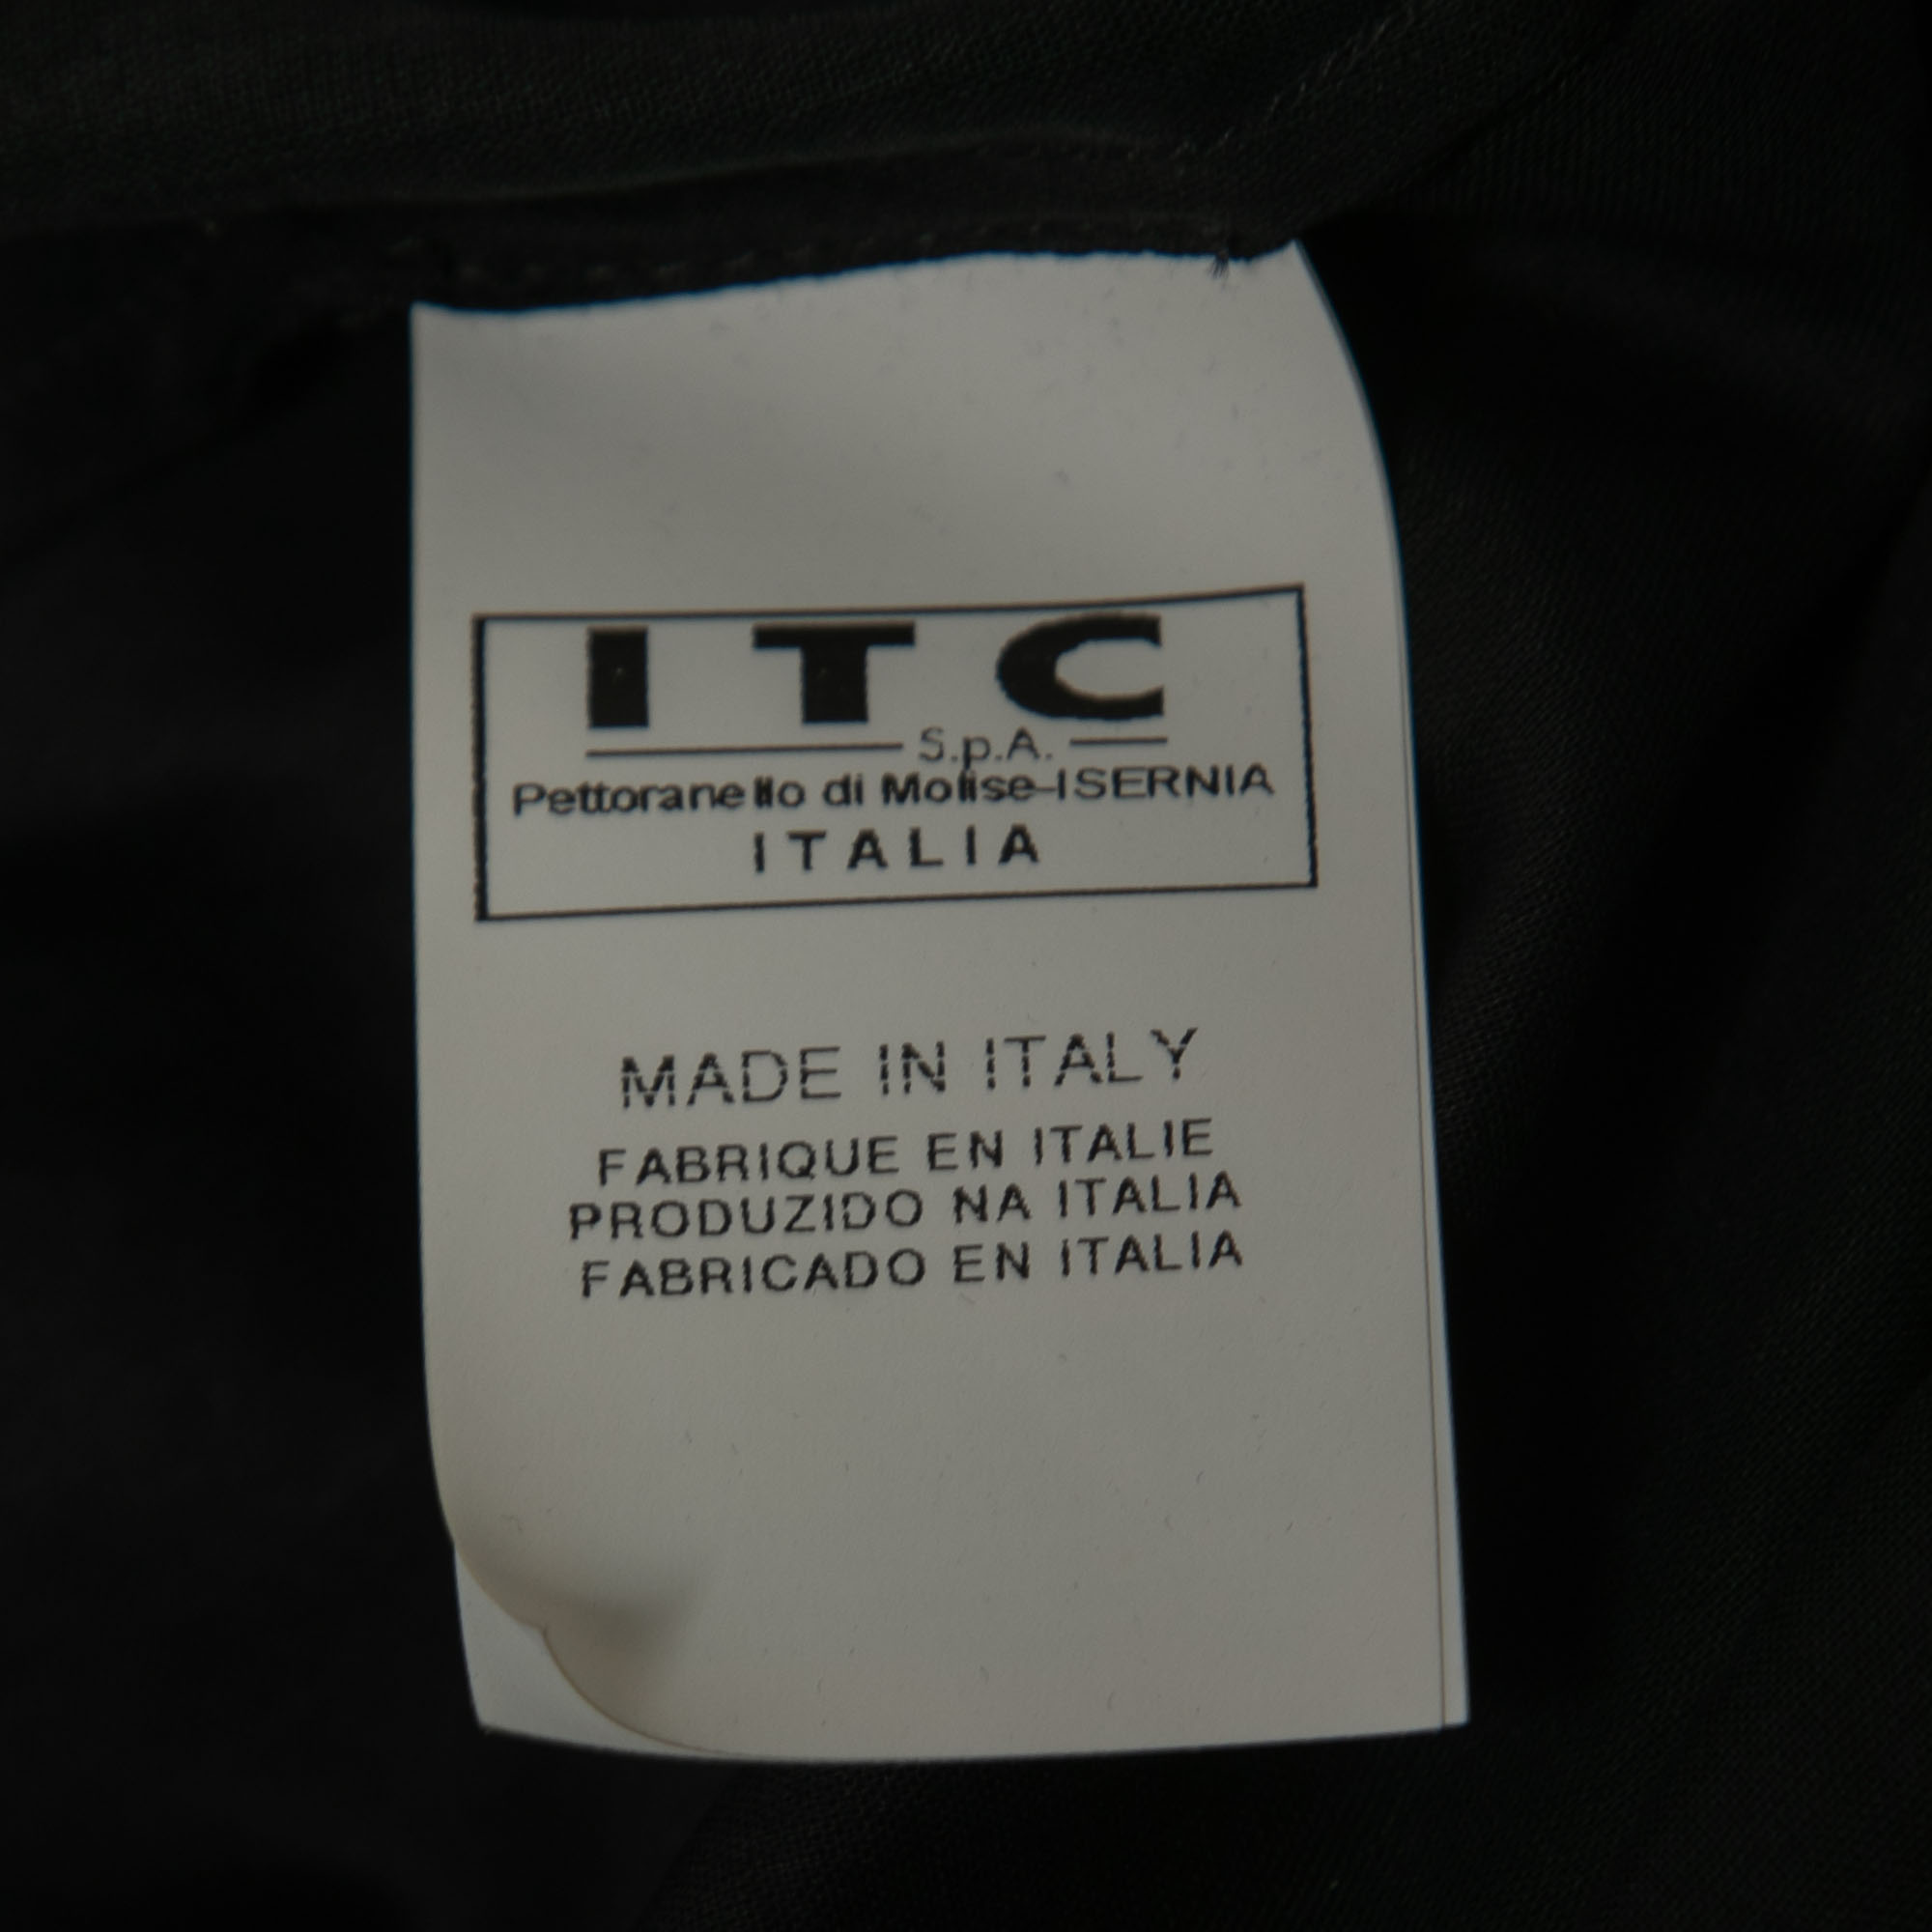 ITC
S.p.A.
Pettoranello di Molise-ISERNIA
ITALIA
MADE IN ITALY
FABRIQUE EN ITALIE
PRODUZIDO NA ITALIA
FABRICADO EN ITALIA